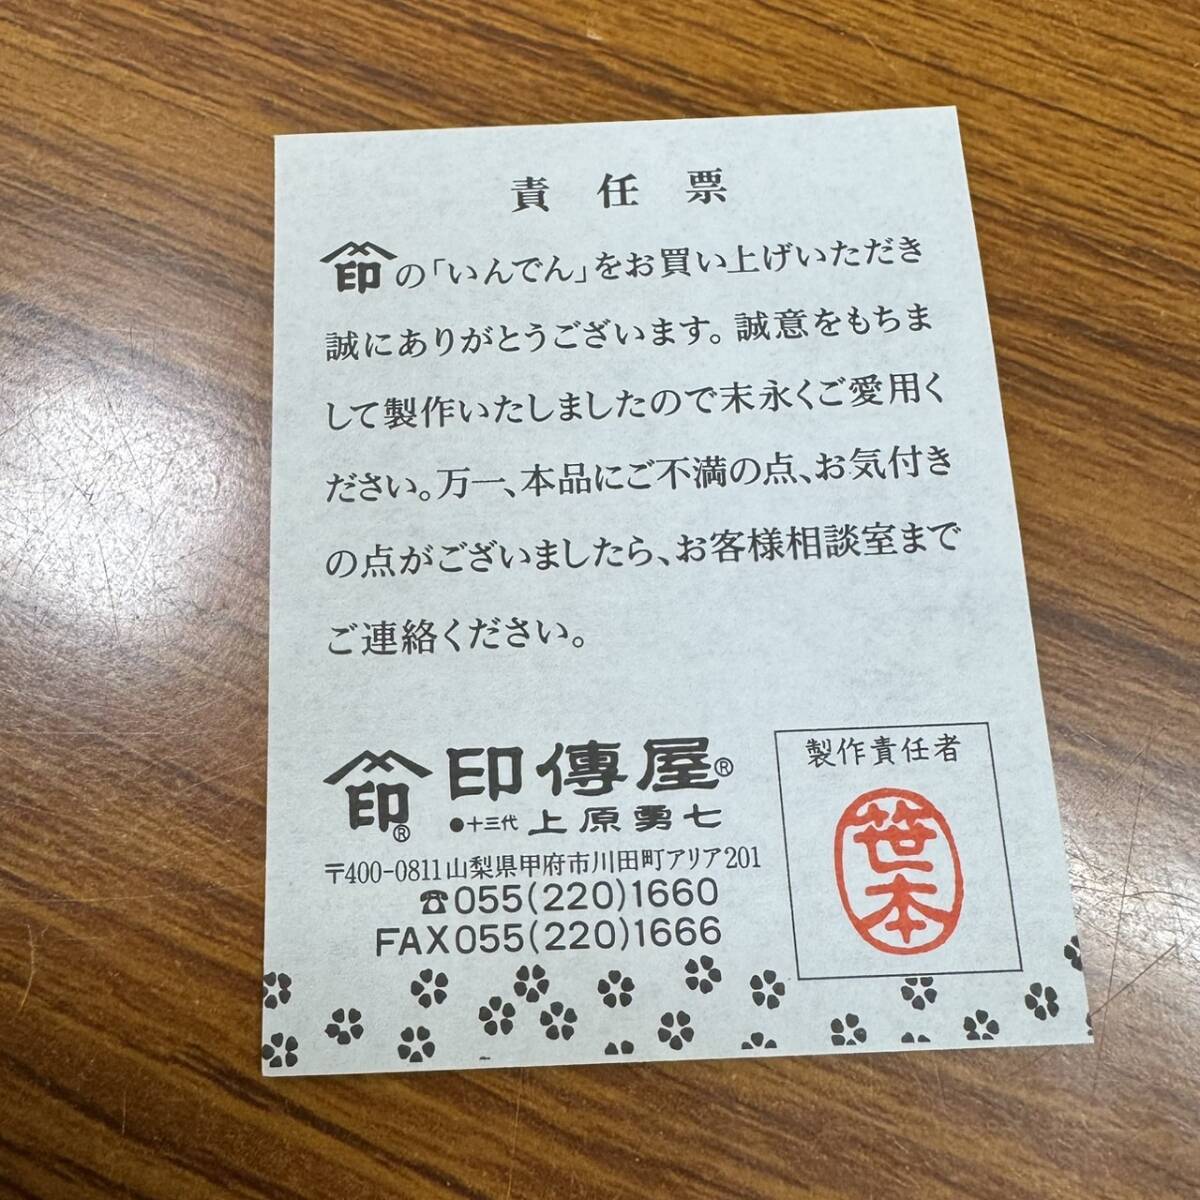 責任票
印の「いんでん」をお買い上げいただき
誠にありがとうございます。誠意をもちま
して製作いたしましたので末永くご愛用く
ださい。万一、本品にご不満の点、お気付き
の点がございましたら、お客様相談室まで
ご連絡ください。
印® 印傳屋®
●十三代 上原勇七
〒400-0811山梨県甲府市川田町アリア201
☎055(220)1660
FAX055(220)1666
製作責任者
笹本